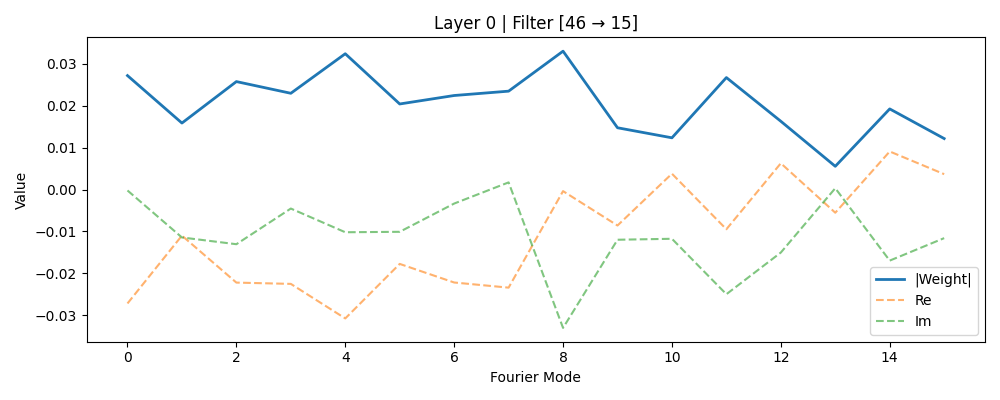 Layer 0 | Filter [46 → 15]
Value
0.03
0.02
0.01
0.00
−0.01
−0.02
−0.03
0 2 4 6 8 10 12 14
Fourier Mode
|Weight|
Re
Im